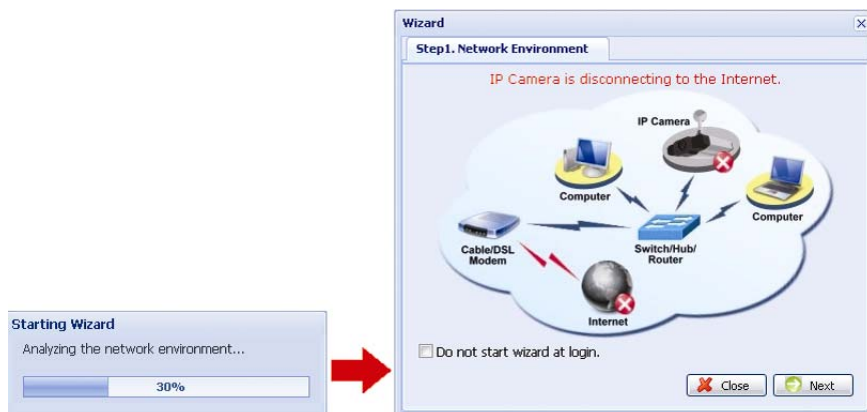 Starting Wizard
Analyzing the network environment...
30%
Wizard
Step1. Network Environment
IP Camera is disconnecting to the Internet.
IP Camera
Computer
Computer
Cable/DSL
Modem
Switch/Hub/
Router
Internet
Do not start wizard at login.
Close
Next